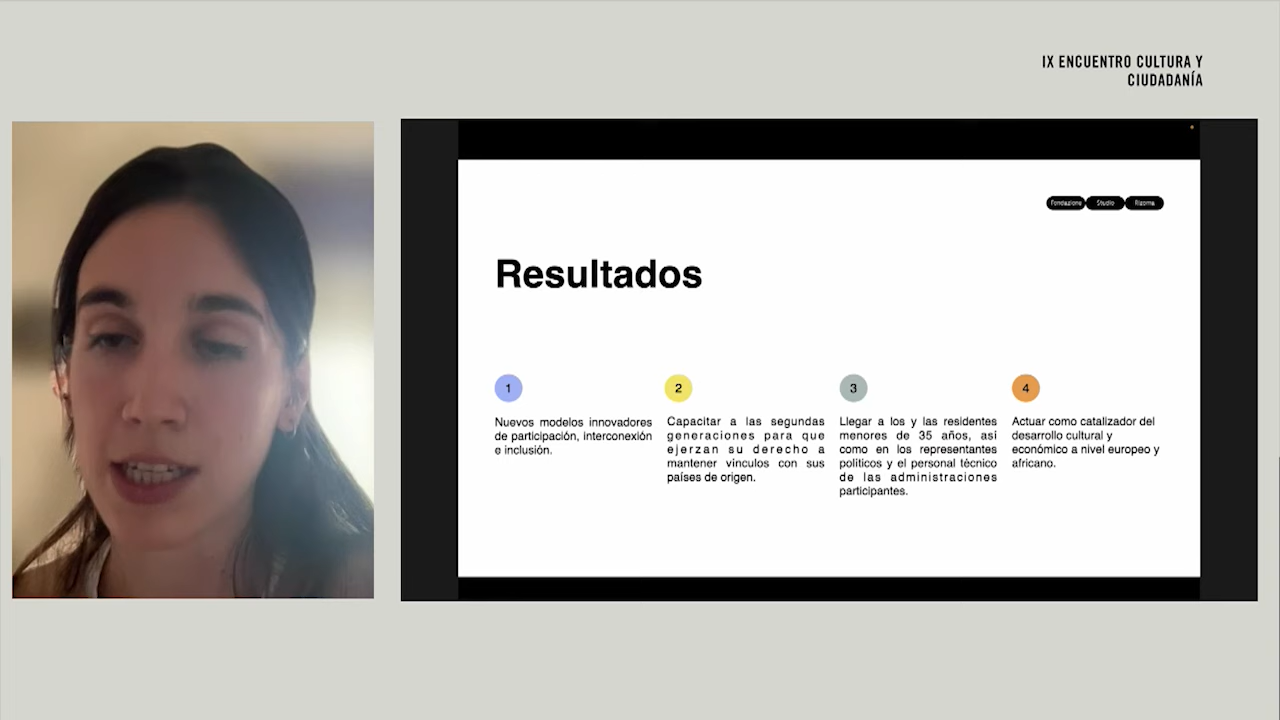 IX ENCUENTRO CULTURA Y
CIUDADANÍA
Fondazione Studio Rizoma
Resultados
1
Nuevos modelos innovadores
de participación, interconexión
e inclusión.
2
Capacitar a las segundas
generaciones para que
ejerzan su derecho a
mantener vínculos con sus
países de origen.
3
Llegar a los y las residentes
menores de 35 años, así
como en los representantes
políticos y el personal técnico
de las administraciones
participantes.
4
Actuar como catalizador del
desarrollo cultural y
económico a nivel europeo y
africano.